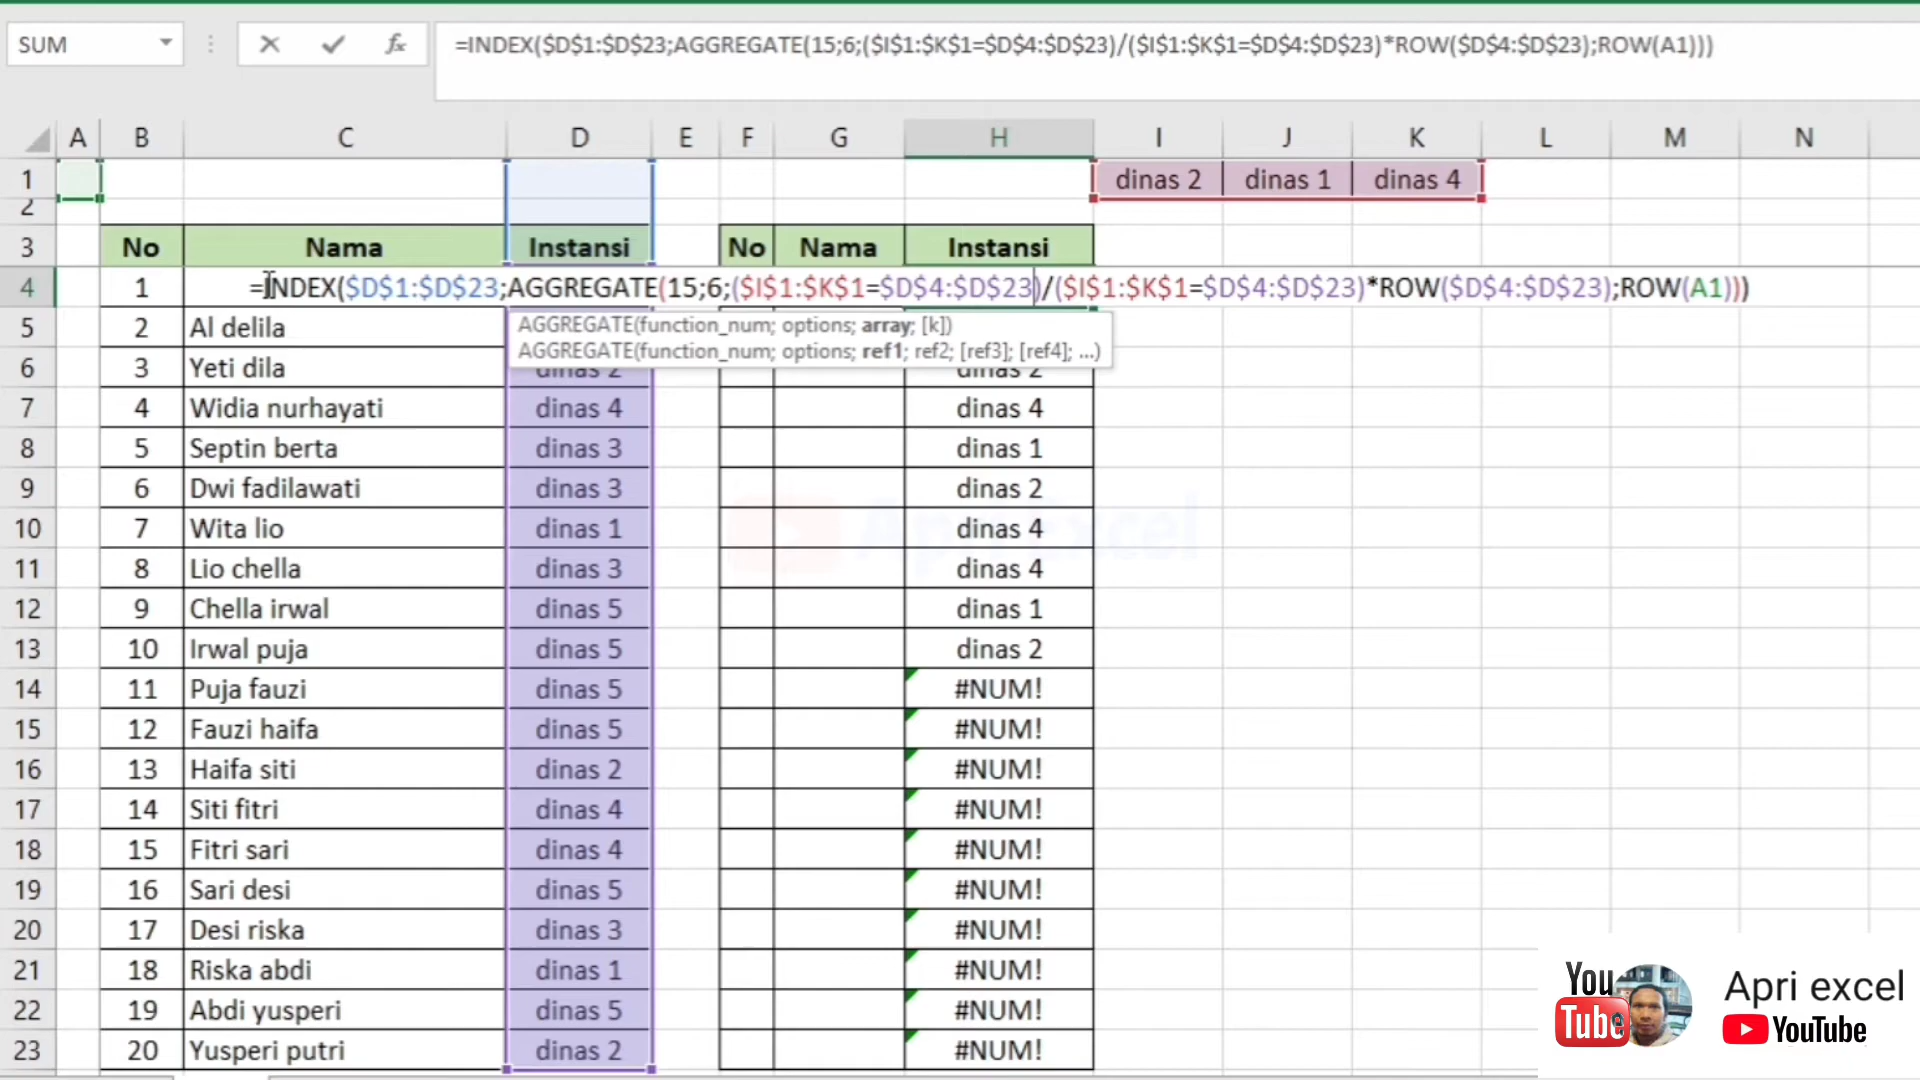 SUM
=INDEX($D$1:$D$23;AGGREGATE(15;6;($I$1:$K$1=$D$4:$D$23)/($I$1:$K$1=$D$4:$D$23)*ROW($D$4:$D$23);ROW(A1)))
A B C D E F G H I J K L M N
1 dinas 2 dinas 1 dinas 4
2
3 No Nama Instansi No Nama Instansi
4 1 =INDEX($D$1:$D$23;AGGREGATE(15;6;($I$1:$K$1=$D$4:$D$23)/($I$1:$K$1=$D$4:$D$23)*ROW($D$4:$D$23);ROW(A1)))
AGGREGATE(function_num; options; array; [k])
AGGREGATE(function_num; options; ref1; ref2; [ref3]; [ref4]; ...)
5 2 Al delila
6 3 Yeti dila dinas 2 dinas 2
7 4 Widia nurhayati dinas 4 dinas 4
8 5 Septin berta dinas 3 dinas 1
9 6 Dwi fadilawati dinas 3 dinas 2
10 7 Wita lio dinas 1 dinas 4
11 8 Lio chella dinas 3 dinas 4
12 9 Chella irwal dinas 5 dinas 1
13 10 Irwal puja dinas 5 dinas 2
14 11 Puja fauzi dinas 5 #NUM!
15 12 Fauzi haifa dinas 5 #NUM!
16 13 Haifa siti dinas 2 #NUM!
17 14 Siti fitri dinas 4 #NUM!
18 15 Fitri sari dinas 4 #NUM!
19 16 Sari desi dinas 5 #NUM!
20 17 Desi riska dinas 3 #NUM!
21 18 Riska abdi dinas 1 #NUM!
22 19 Abdi yusperi dinas 5 #NUM!
23 20 Yusperi putri dinas 2 #NUM!
Apri Excel
You
Tube
Apri excel
YouTube